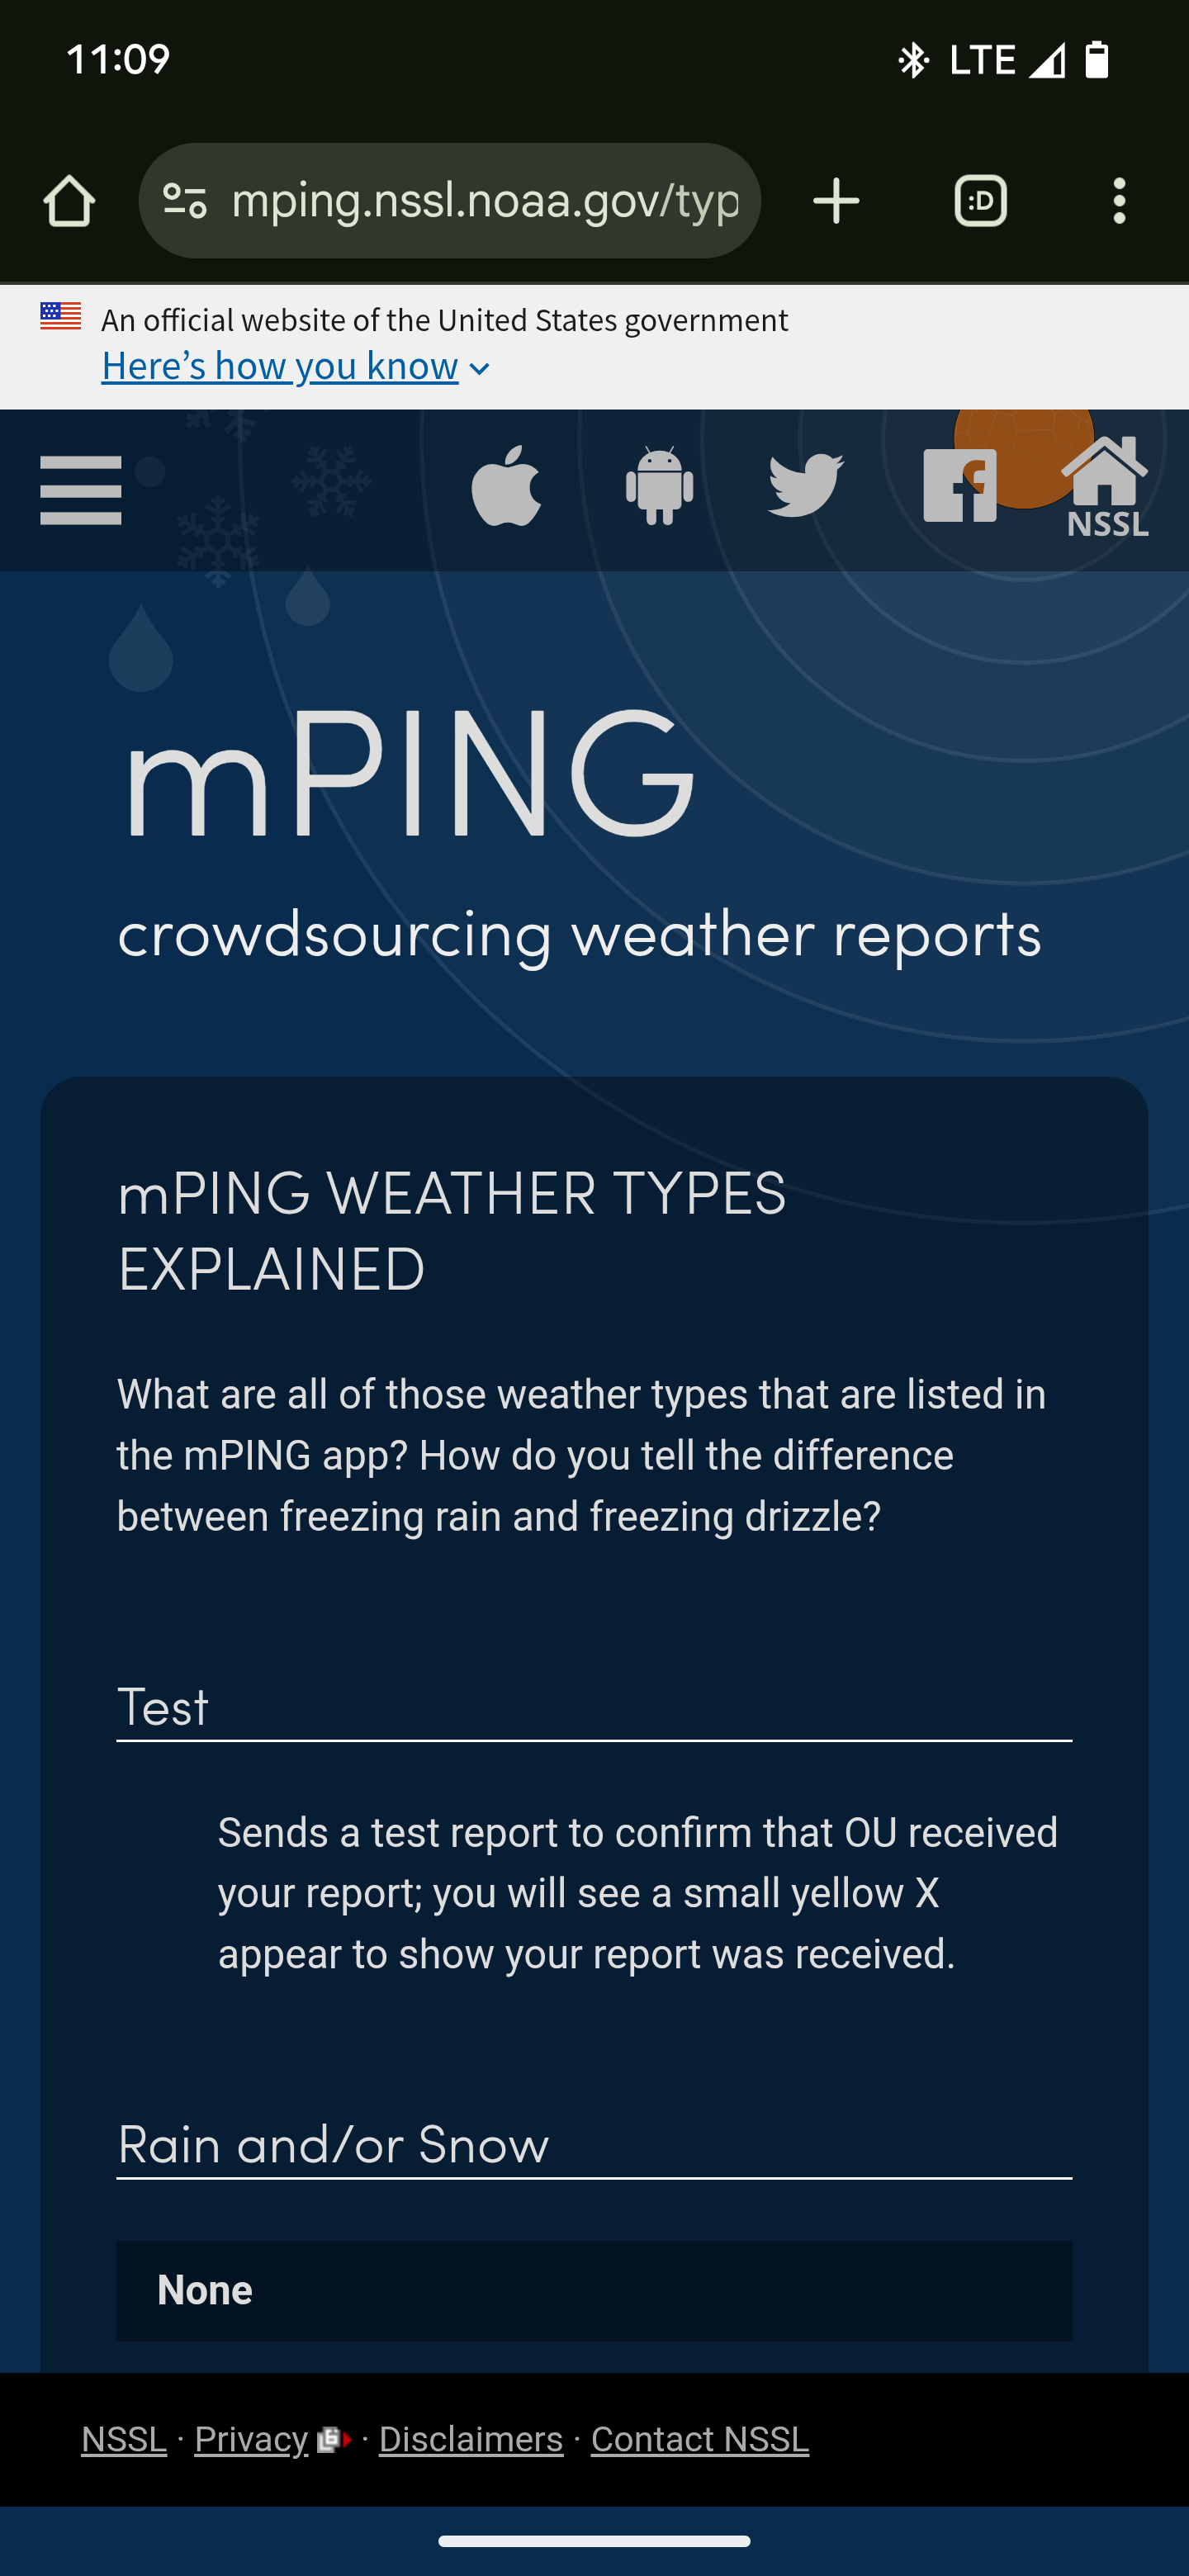 11:09
LTE
mping.nssl.noaa.gov/typ
:D
An official website of the United States government
Here’s how you know
NSSL
mPING
crowdsourcing weather reports
mPING WEATHER TYPES
EXPLAINED
What are all of those weather types that are listed in
the mPING app? How do you tell the difference
between freezing rain and freezing drizzle?
Test
Sends a test report to confirm that OU received
your report; you will see a small yellow X
appear to show your report was received.
Rain and/or Snow
None
NSSL · Privacy · Disclaimers · Contact NSSL